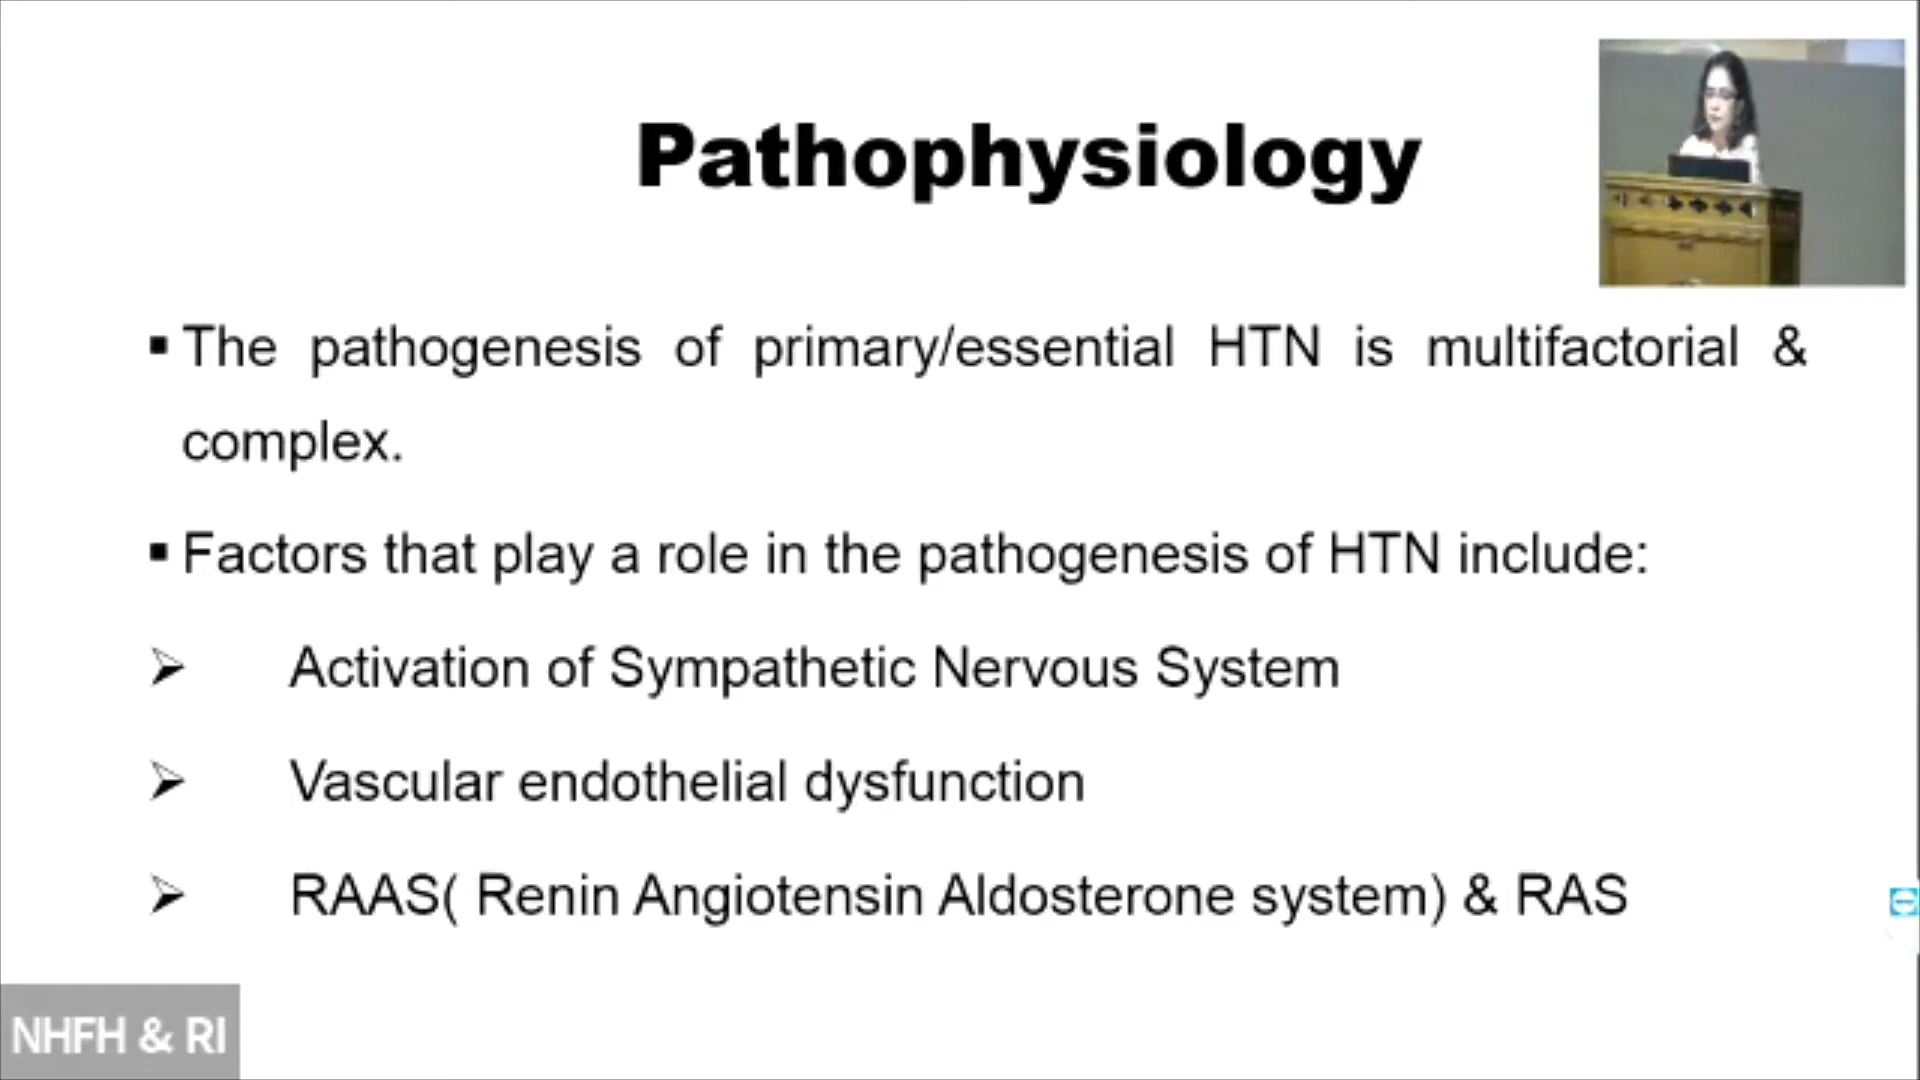 Pathophysiology
▪ The pathogenesis of primary/essential HTN is multifactorial &
complex.
▪ Factors that play a role in the pathogenesis of HTN include:
➢ Activation of Sympathetic Nervous System
➢ Vascular endothelial dysfunction
➢ RAAS( Renin Angiotensin Aldosterone system) & RAS
NHFH & RI